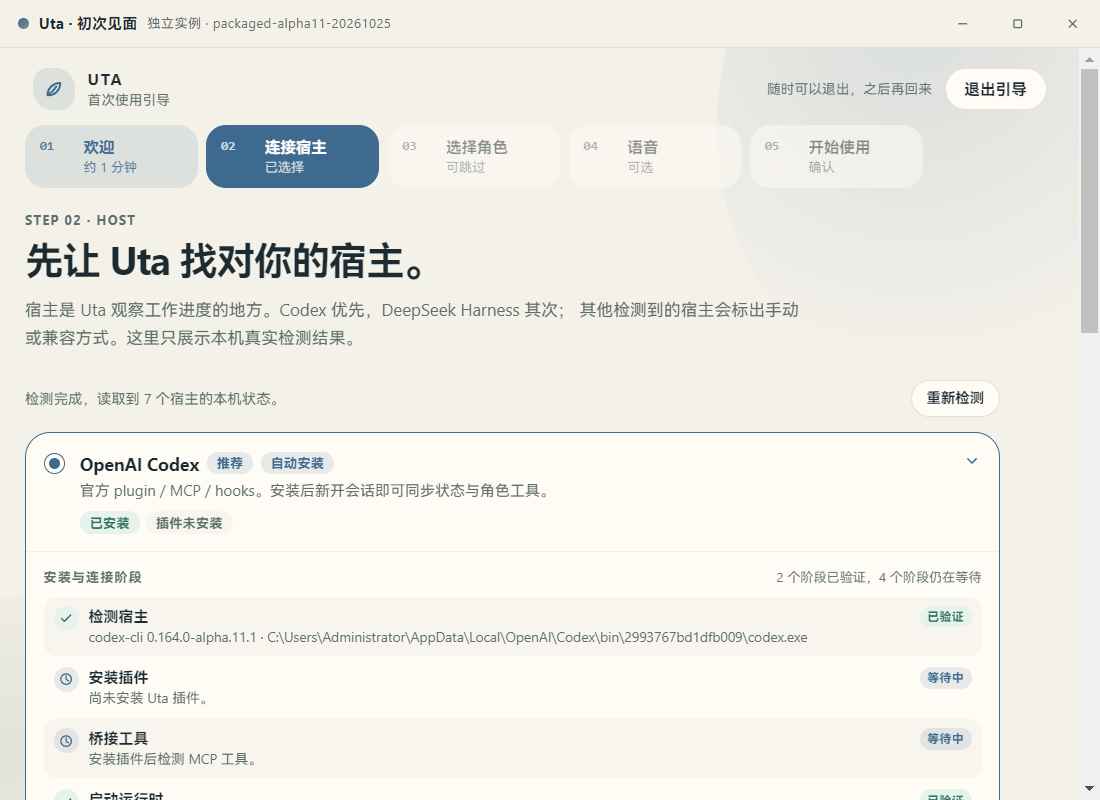 Uta · 初次见面 独立实例 · packaged-alpha11-20261025
UTA
首次使用引导
随时可以退出，之后再回来
退出引导
01 欢迎
约 1 分钟
02 连接宿主
已选择
03 选择角色
可跳过
04 语音
可选
05 开始使用
确认
STEP 02 · HOST
先让 Uta 找对你的宿主。
宿主是 Uta 观察工作进度的地方。Codex 优先，DeepSeek Harness 其次； 其他检测到的宿主会标出手动
或兼容方式。这里只展示本机真实检测结果。
检测完成，读取到 7 个宿主的本机状态。
重新检测
OpenAI Codex 推荐 自动安装
官方 plugin / MCP / hooks。安装后新开会话即可同步状态与角色工具。
已安装 插件未安装
安装与连接阶段
2 个阶段已验证，4 个阶段仍在等待
检测宿主
已验证
codex-cli 0.164.0-alpha.11.1 · C:\Users\Administrator\AppData\Local\OpenAI\Codex\bin\2993767bd1dfb009\codex.exe
安装插件
等待中
尚未安装 Uta 插件。
桥接工具
等待中
安装插件后检测 MCP 工具。
启动运行时
已验证